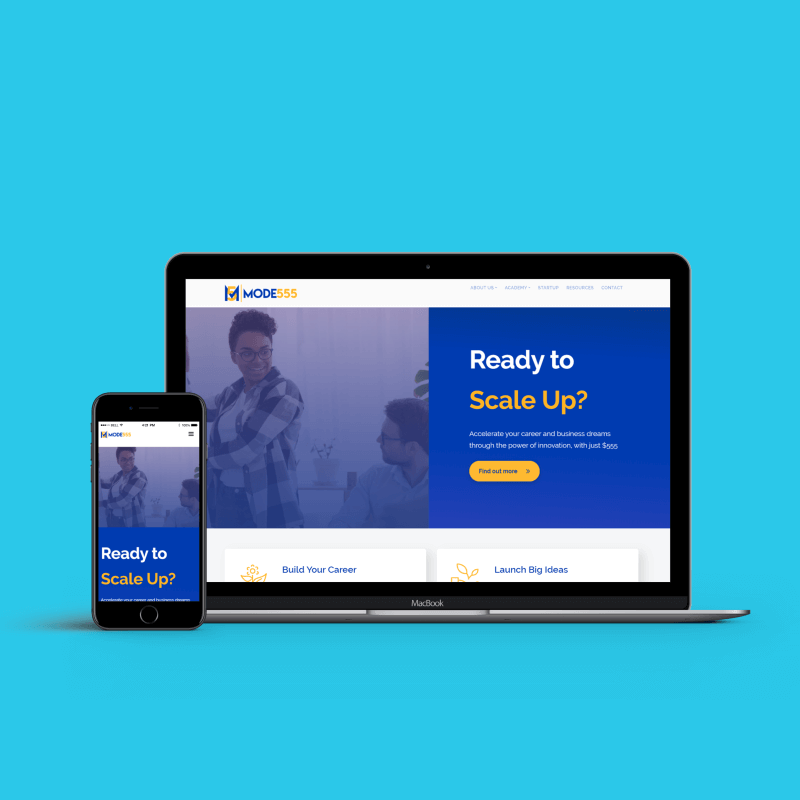 MODE555
ABOUT US
ACADEMY
STARTUP
RESOURCES
CONTACT
Ready to
Scale Up?
Accelerate your career and business dreams
through the power of innovation, with just $555
Find out more »
Build Your Career
Launch Big Ideas
MacBook
BELL
4:21 PM
100%
MODE555
Ready to
Scale Up?
Accelerate your career and business dreams